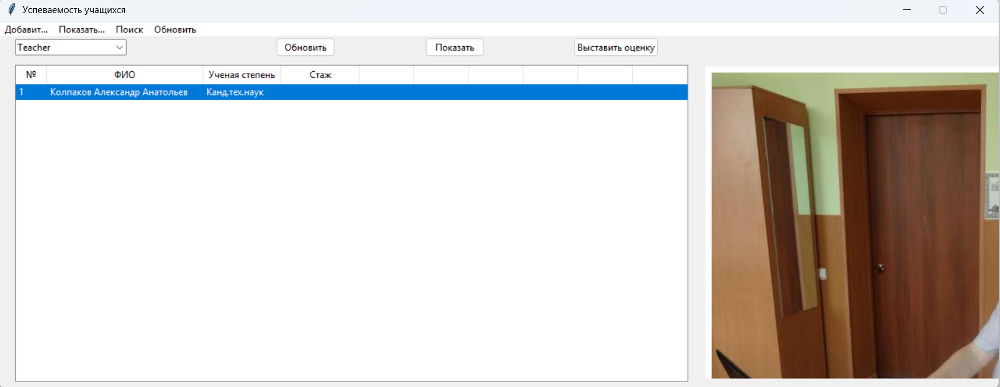 Успеваемость учащихся
Добавит... Показать... Поиск Обновить
Teacher Обновить Показать Выставить оценку
№ ФИО Ученая степень Стаж
1 Колпаков Александр Анатольев Канд.тех.наук